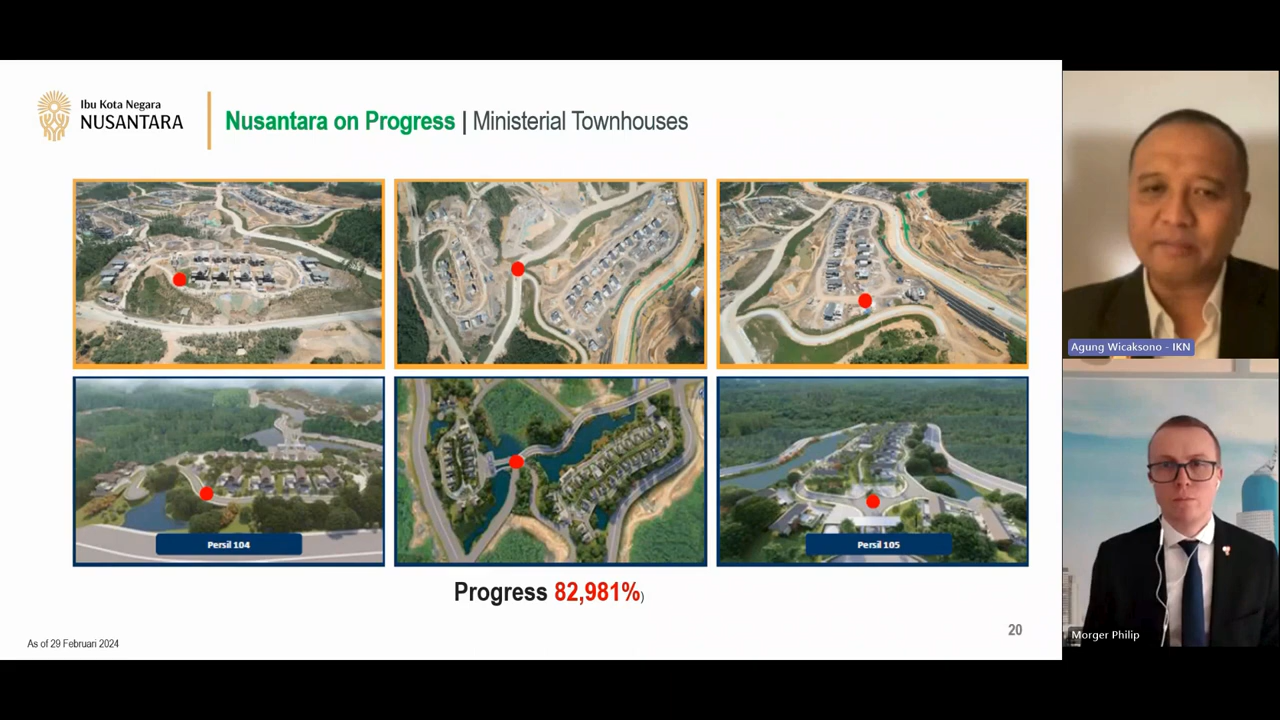 Ibu Kota Negara
NUSANTARA
Nusantara on Progress | Ministerial Townhouses
Persil 104
Persil 105
Progress 82,981%)
As of 29 Februari 2024
20
Agung Wicaksono - IKN
Morger Philip